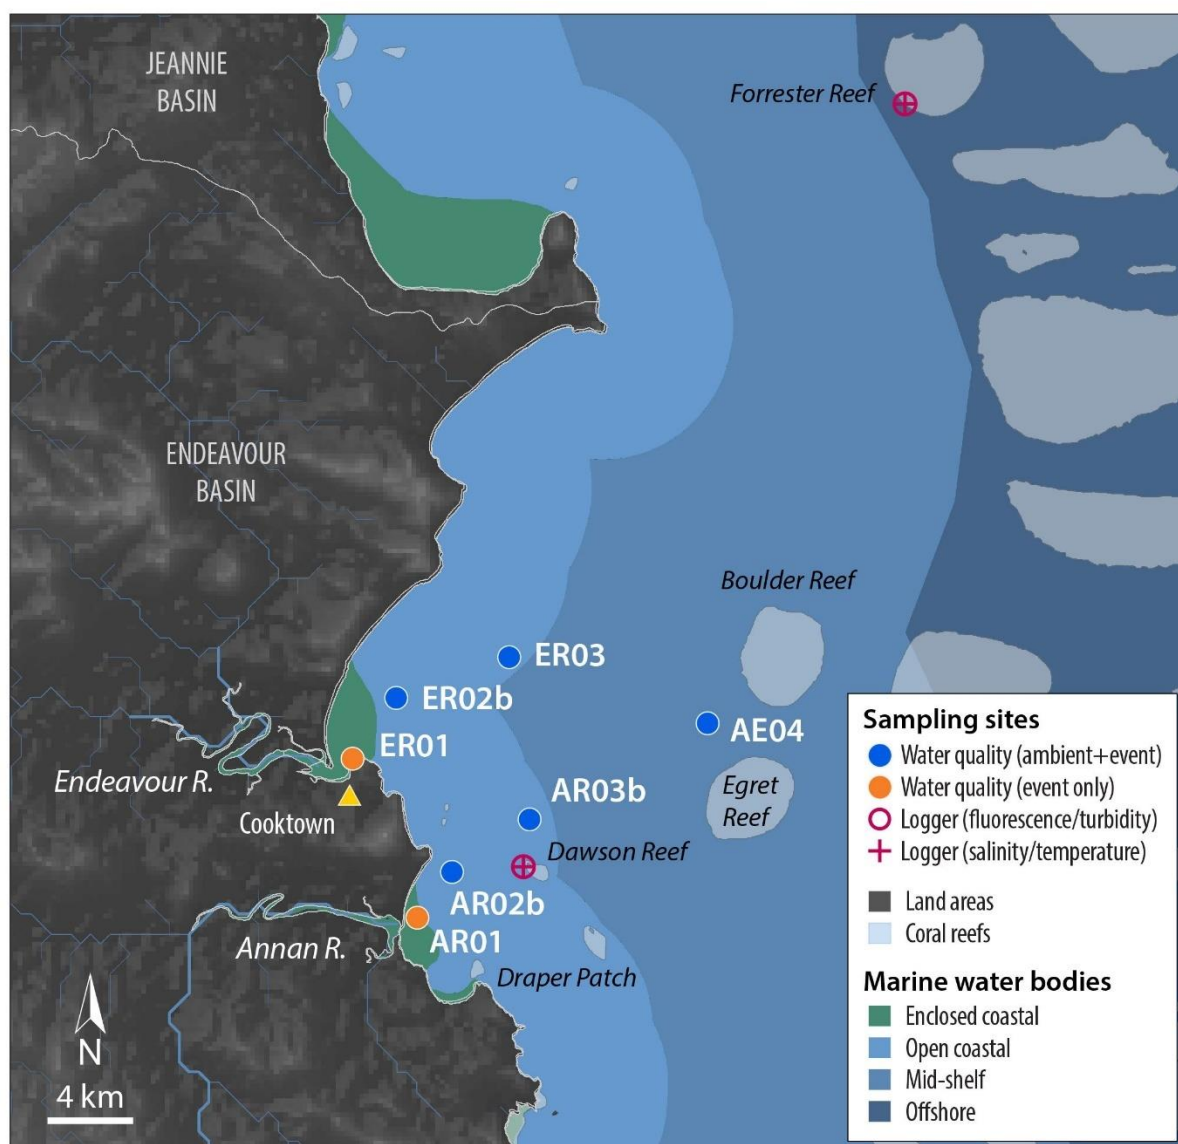 JEANNIE
BASIN
Forrester Reef
ENDEAVOUR
BASIN
Boulder Reef
ER03
ER02b
AE04
ER01
Endeavour R.
Egret
Reef
AR03b
Cooktown
Dawson Reef
AR02b
AR01
Annan R.
Draper Patch
N
4 km
Sampling sites
Water quality (ambient+event)
Water quality (event only)
Logger (fluorescence/turbidity)
Logger (salinity/temperature)
Land areas
Coral reefs
Marine water bodies
Enclosed coastal
Open coastal
Mid-shelf
Offshore